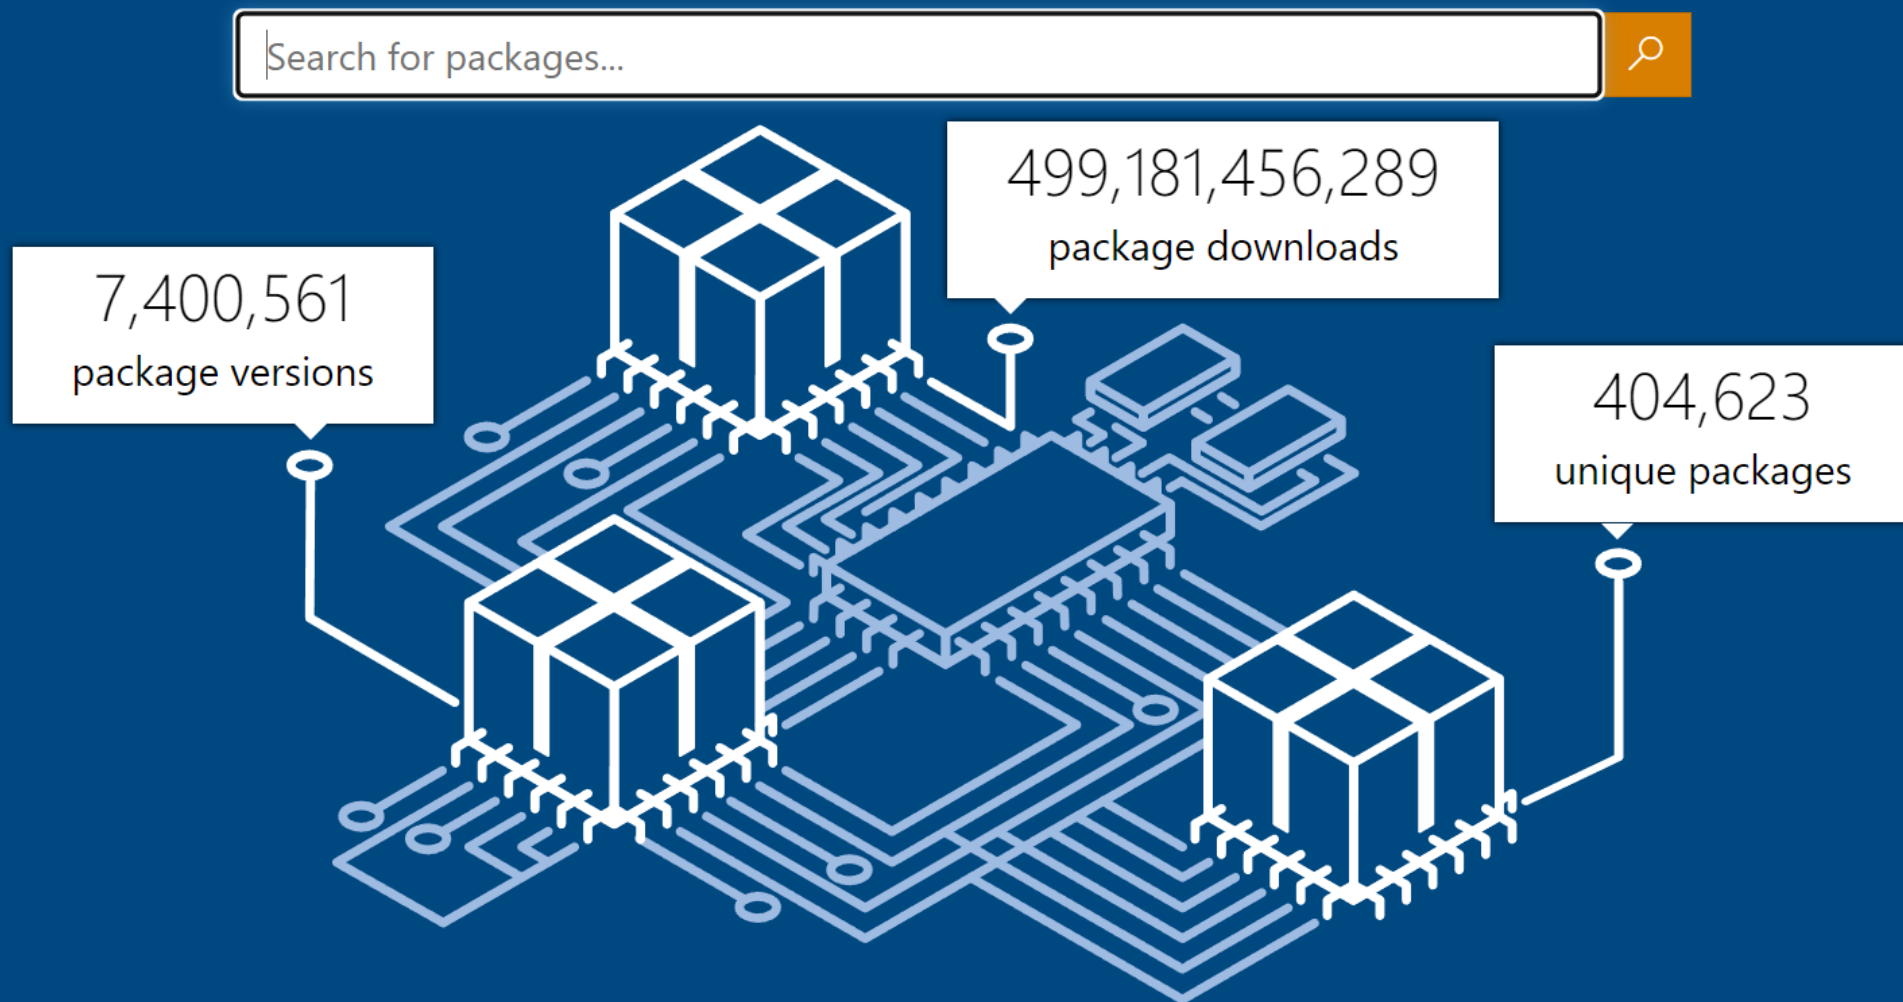 Search for packages...
499,181,456,289
package downloads
7,400,561
package versions
404,623
unique packages